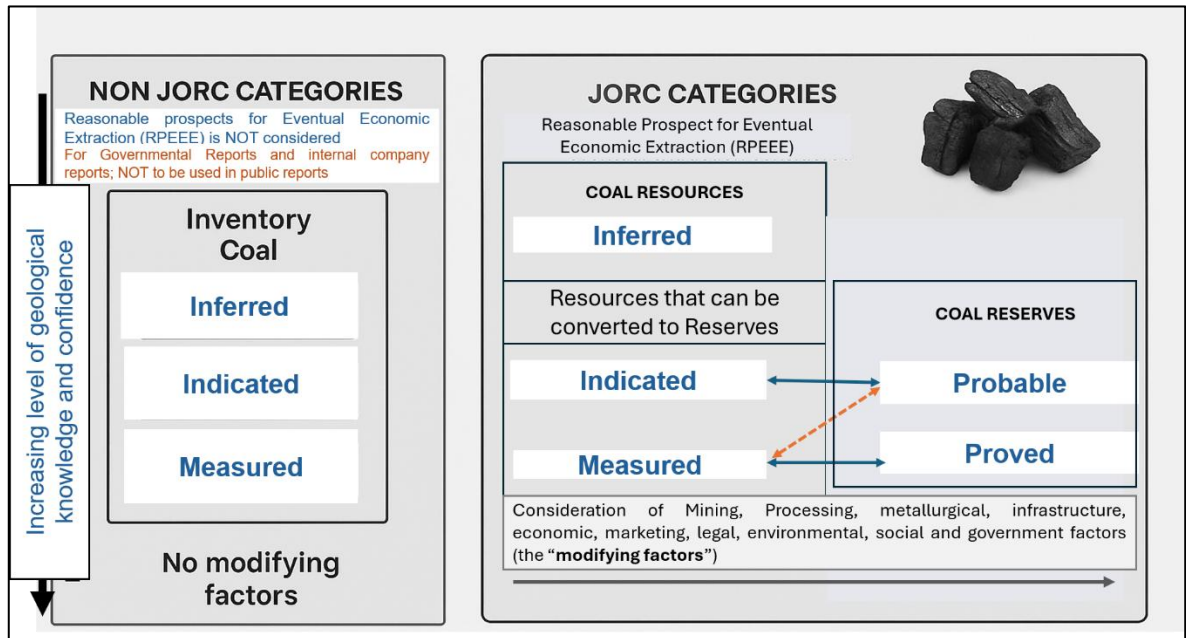 Increasing level of geological
knowledge and confidence
NON JORC CATEGORIES
Reasonable prospects for Eventual Economic
Extraction (RPEEE) is NOT considered
For Governmental Reports and internal company
reports; NOT to be used in public reports
Inventory
Coal
Inferred
Indicated
Measured
No modifying
factors
JORC CATEGORIES
Reasonable Prospect for Eventual
Economic Extraction (RPEEE)
COAL RESOURCES
Inferred
Resources that can be
converted to Reserves
Indicated
Measured
COAL RESERVES
Probable
Proved
Consideration of Mining, Processing, metallurgical, infrastructure,
economic, marketing, legal, environmental, social and government factors
(the “modifying factors”)